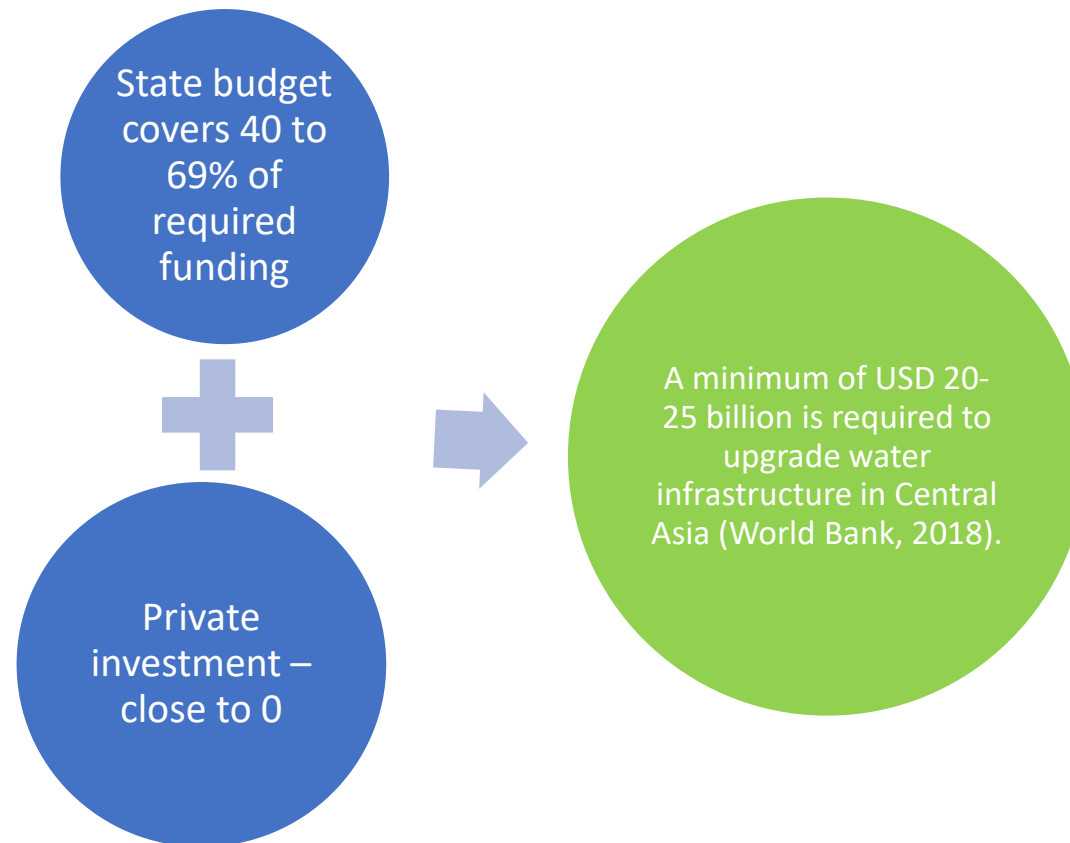 State budget
covers 40 to
69% of
required
funding
Private
investment –
close to 0
A minimum of USD 20-
25 billion is required to
upgrade water
infrastructure in Central
Asia (World Bank, 2018).